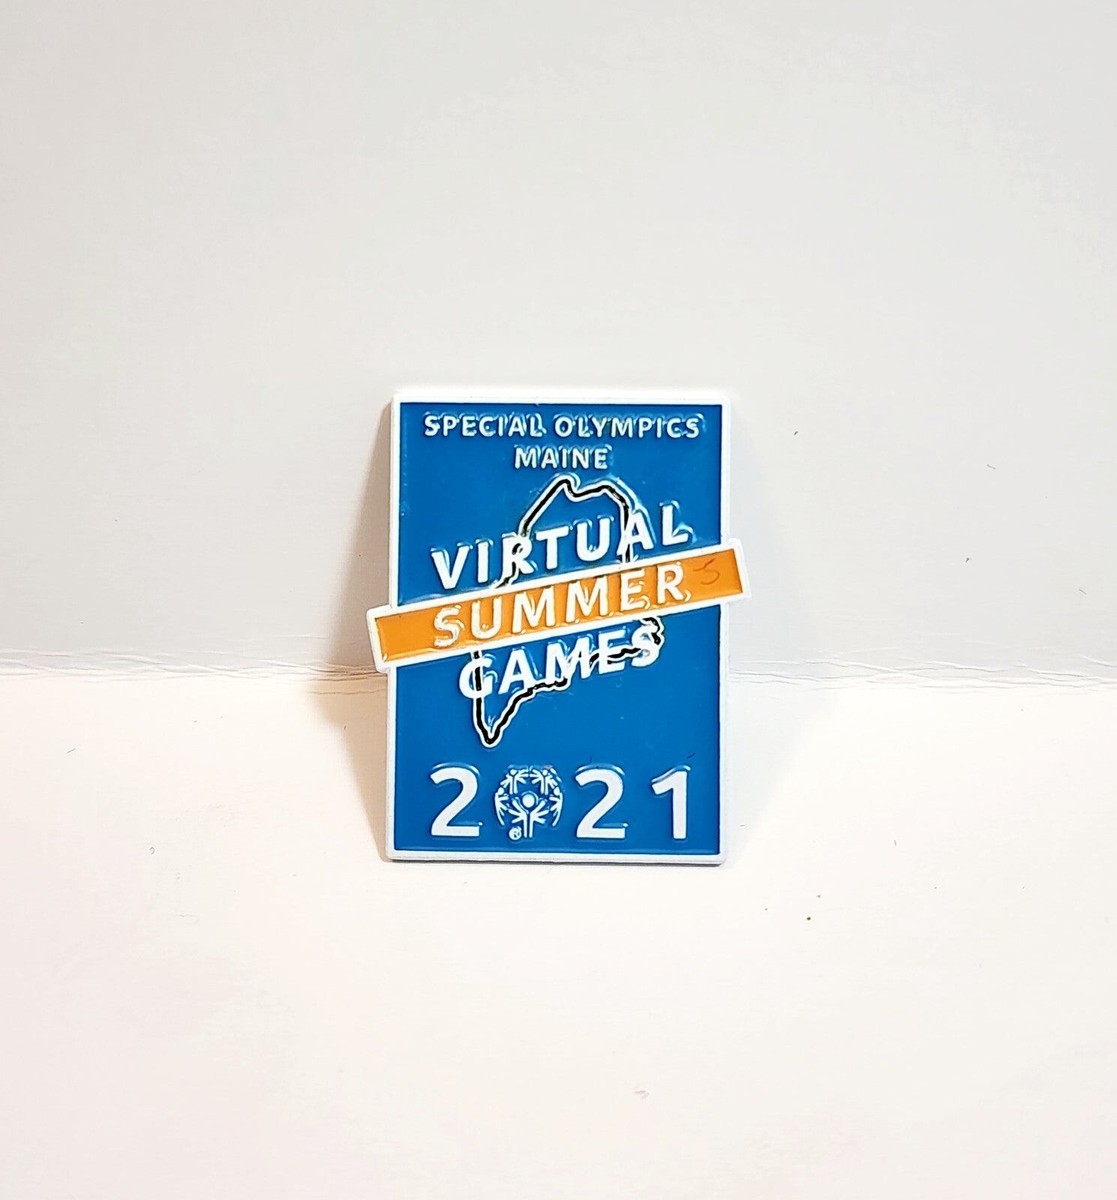 SPECIAL OLYMPICS
MAINE
VIRTUAL
SUMMER
GAMES
2021
®